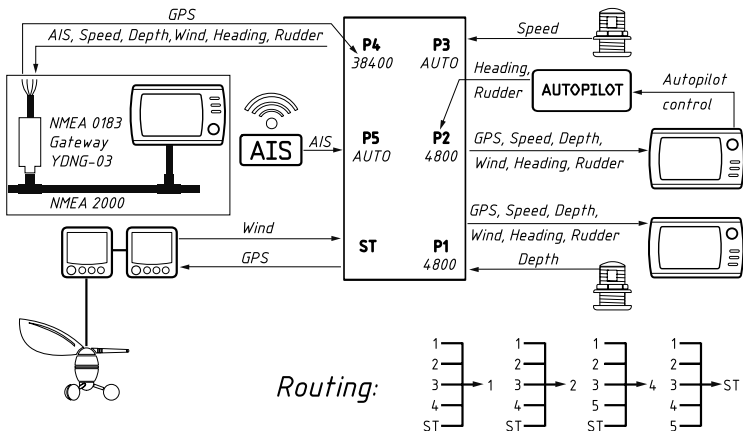 GPS
AIS, Speed, Depth,Wind, Heading, Rudder
P4
38400
P3
AUTO
Speed
Heading,
Rudder
AUTOPILOT
Autopilot
control
NMEA 0183
Gateway
YDNG-03
NMEA 2000
AIS
AIS
P5
AUTO
P2
4800
GPS, Speed, Depth,
Wind, Heading, Rudder
GPS, Speed, Depth,
Wind, Heading, Rudder
Wind
GPS
ST
P1
4800
Depth
Routing:
1
2
3
4
ST
1
1
2
3
4
ST
2
1
2
3
5
ST
4
1
2
3
4
5
ST